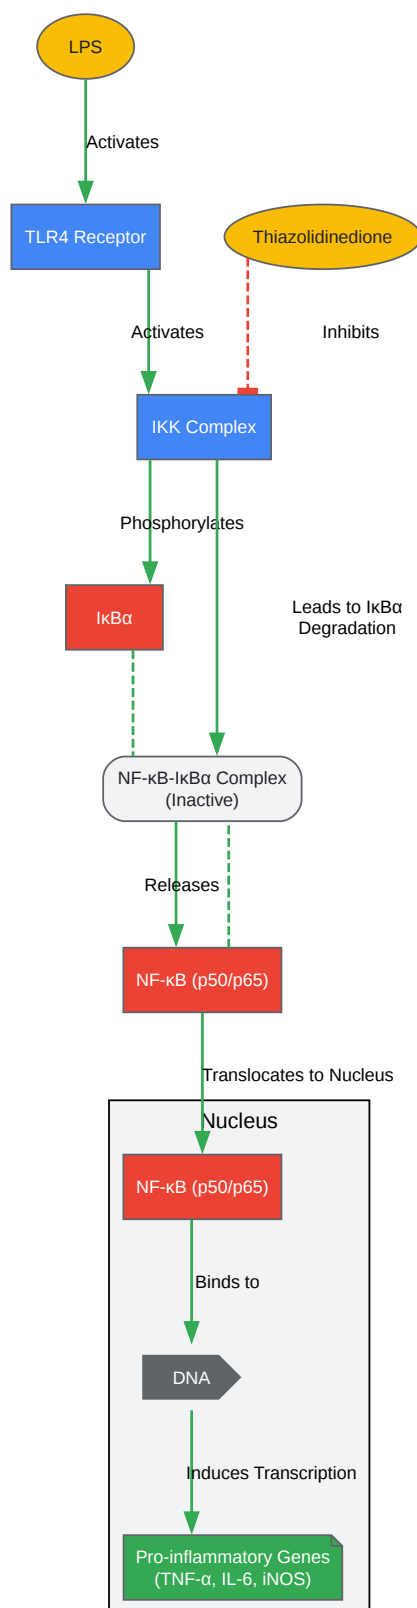 LPS
Activates
TLR4 Receptor
Thiazolidinedione
Activates
Inhibits
IKK Complex
Phosphorylates
IκBα
Leads to IκBα
Degradation
NF-κB-IκBα Complex
(Inactive)
Releases
NF-κB (p50/p65)
Translocates to Nucleus
Nucleus
NF-κB (p50/p65)
Binds to
DNA
Induces Transcription
Pro-inflammatory Genes
(TNF-α, IL-6, iNOS)